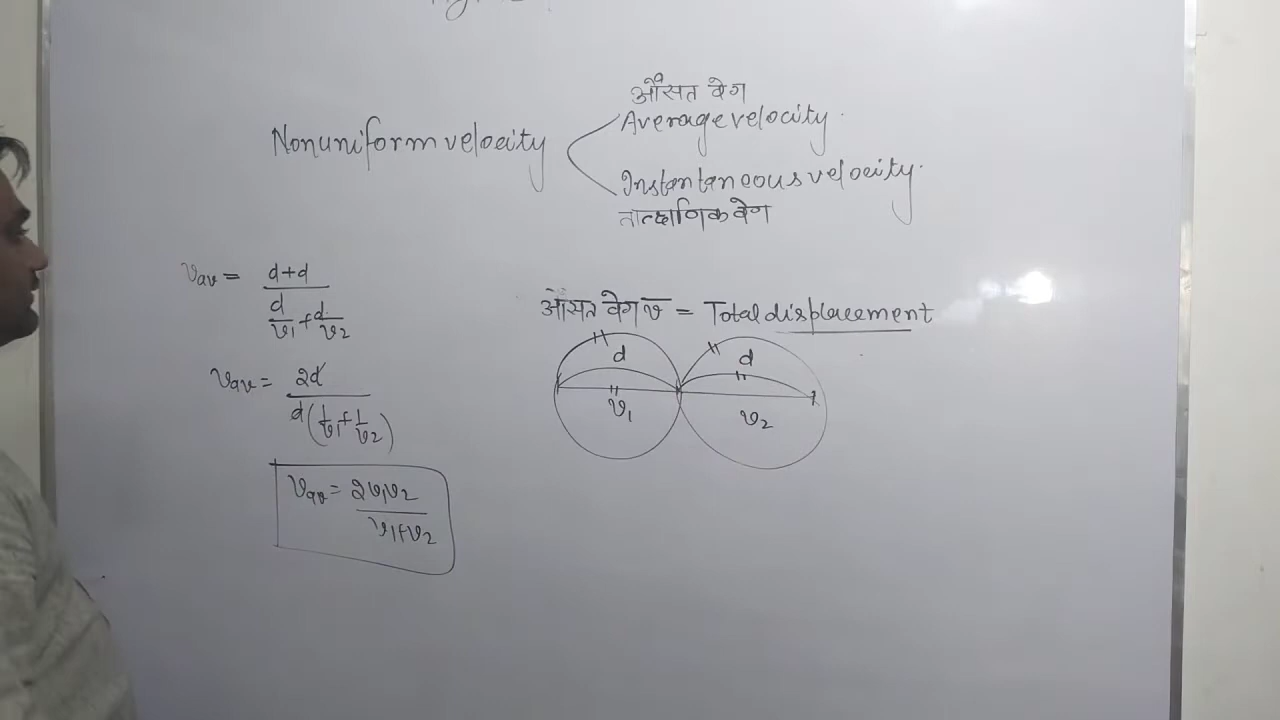 औसत वेग
Nonuniform velocity
Average velocity.
Instantaneous velocity.
तात्क्षणिक वेग
Vav = d+d
d/v1 + d/v2
औसत वेग v̅ = Total displacement
d d
v1 v2
Vav = 2d
d(1/v1 + 1/v2)
Vav = 2v1v2
v1+v2